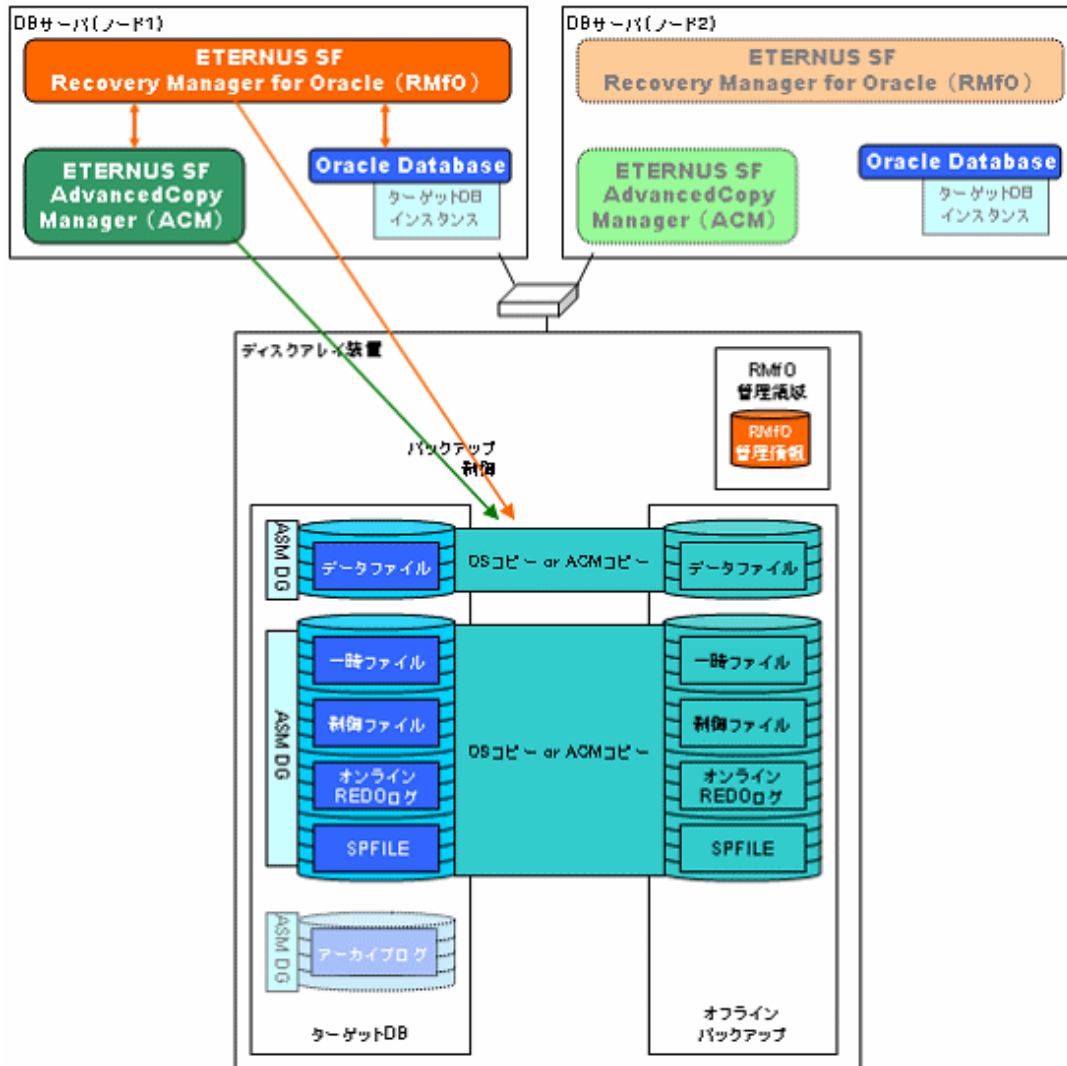 DBサーバ(ノード1)
ETERNUS SF
Recovery Manager for Oracle（RMfO）
ETERNUS SF
AdvancedCopy
Manager（ACM）
Oracle Database
ターゲットDB
インスタンス
DBサーバ(ノード2)
ETERNUS SF
Recovery Manager for Oracle（RMfO）
ETERNUS SF
AdvancedCopy
Manager（ACM）
Oracle Database
ターゲットDB
インスタンス
ディスクアレイ装置
RMfO
管理領域
RMfO
管理情報
バックアップ
制御
ASM DG
データファイル
OSコピー or ACMコピー
データファイル
ASM DG
一時ファイル
制御ファイル
オンライン
REDOログ
SPFILE
OSコピー or ACMコピー
一時ファイル
制御ファイル
オンライン
REDOログ
SPFILE
ASM DG
アーカイブログ
ターゲットDB
オフライン
バックアップ